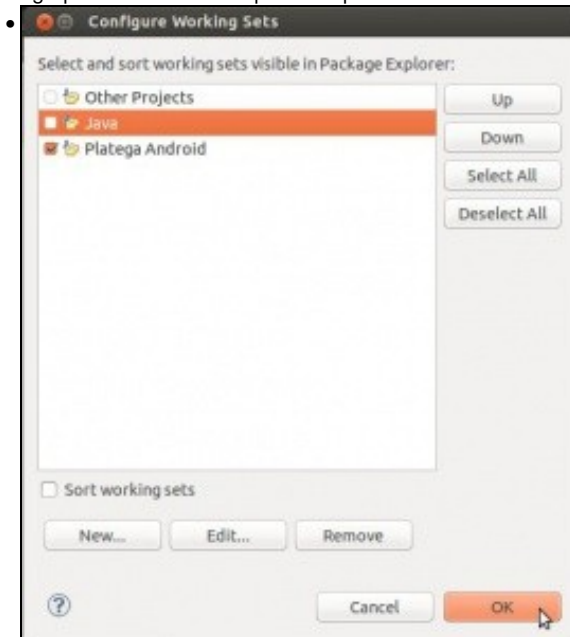 Configure Working Sets
Select and sort working sets visible in Package Explorer:
Other Projects
Java
Platega Android
Up
Down
Select All
Deselect All
Sort working sets
New...
Edit...
Remove
Cancel
OK